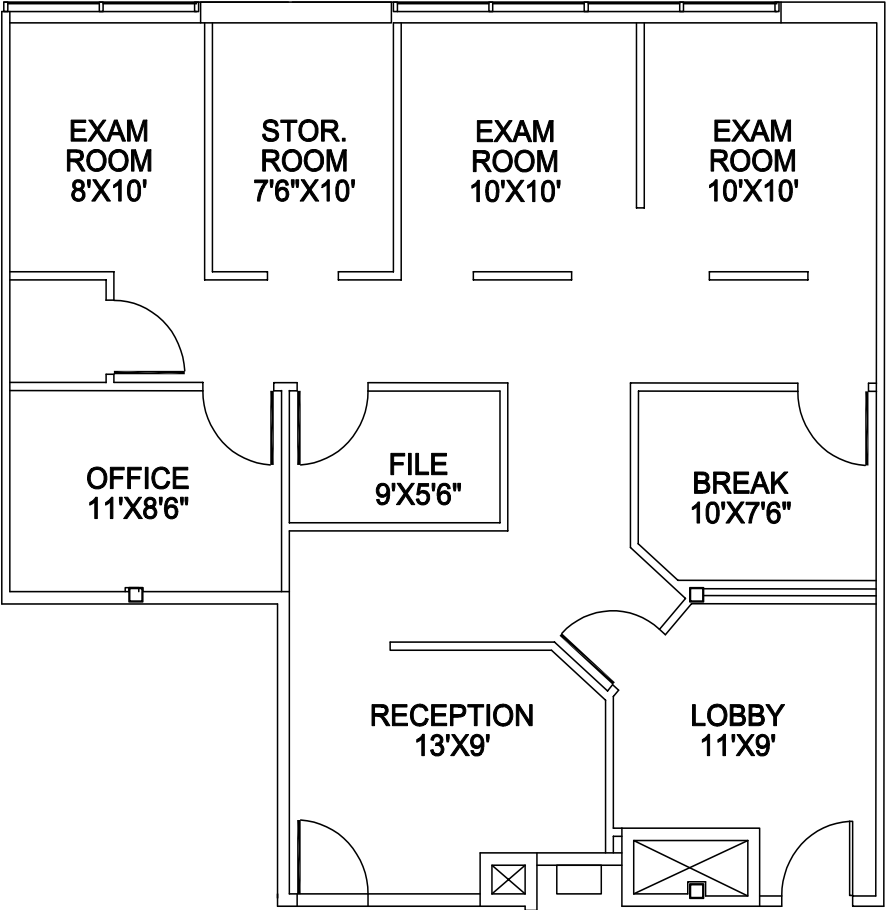 EXAM
ROOM
8'X10'
STOR.
ROOM
7'6"X10'
EXAM
ROOM
10'X10'
EXAM
ROOM
10'X10'
OFFICE
11'X8'6"
FILE
9'X5'6"
BREAK
10'X7'6"
RECEPTION
13'X9'
LOBBY
11'X9'